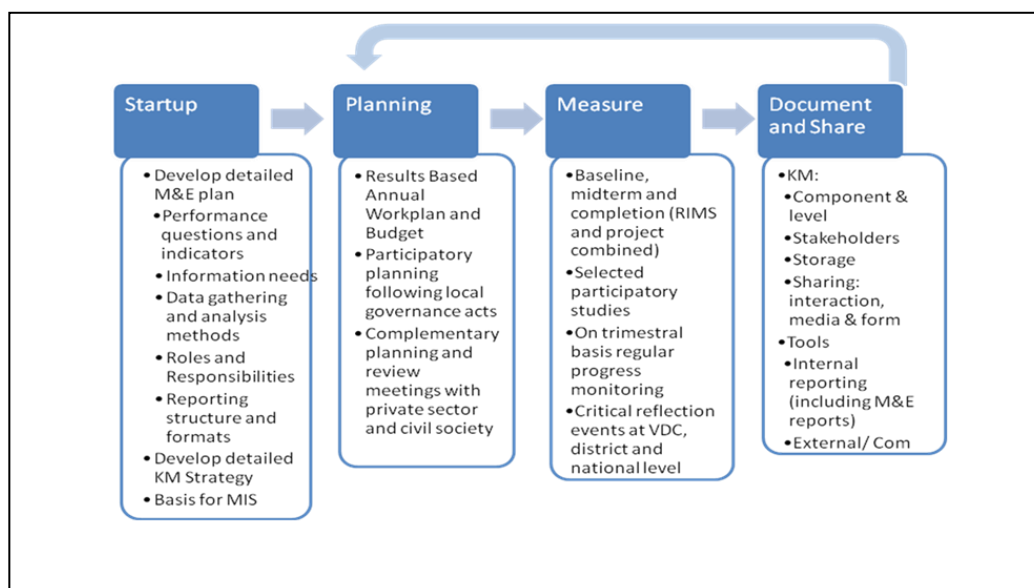 Startup
• Develop detailed
M&E plan
• Performance
questions and
indicators
• Information needs
• Data gathering
and analysis
methods
• Roles and
Responsibilities
• Reporting
structure and
formats
• Develop detailed
KM Strategy
• Basis for MIS
Planning
• Results Based
Annual
Workplan and
Budget
• Participatory
planning
following local
governance acts
• Complementary
planning and
review
meetings with
private sector
and civil society
Measure
• Baseline,
midterm and
completion (RIMS
and project
combined)
• Selected
participatory
studies
• On trimestral
basis regular
progress
monitoring
• Critical reflection
events at VDC,
district and
national level
Document
and Share
• KM:
• Component &
level
• Stakeholders
• Storage
• Sharing:
interaction,
media & form
• Tools
• Internal
reporting
(including M&E
reports)
• External/ Com